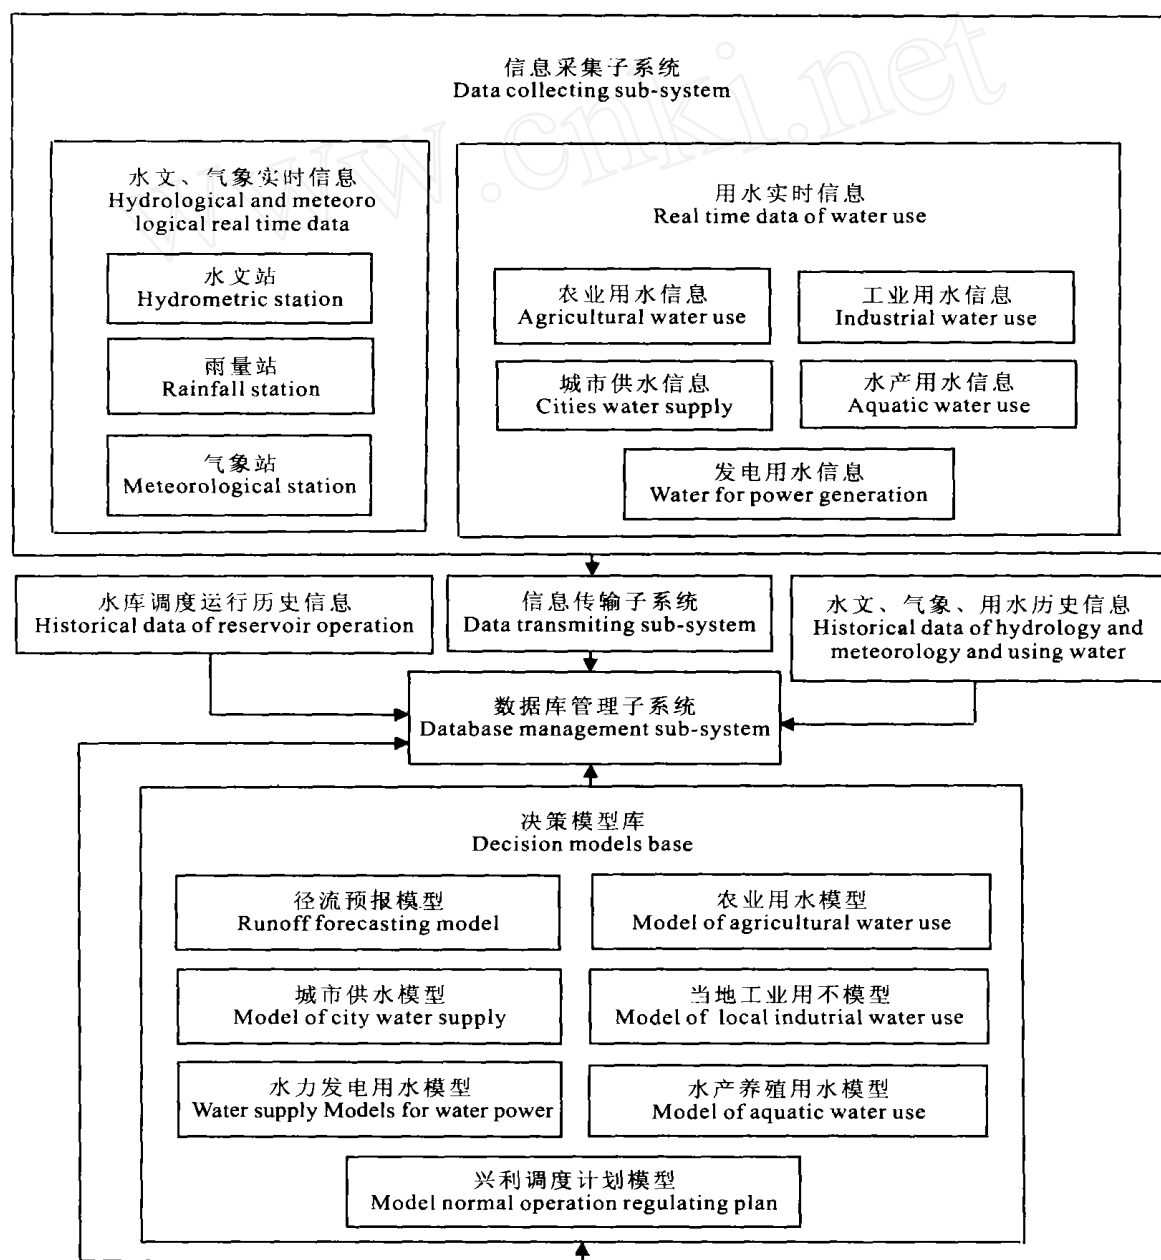 信息采集子系统
Data collecting sub-system
水文、气象实时信息
Hydrological and meteoro
logical real time data
水文站
Hydrometric station
雨量站
Rainfall station
气象站
Meteorological station
用水实时信息
Real time data of water use
农业用水信息
Agricultural water use
工业用水信息
Industrial water use
城市供水信息
Cities water supply
水产用水信息
Aquatic water use
发电用水信息
Water for power generation
水库调度运行历史信息
Historical data of reservoir operation
信息传输子系统
Data transmiting sub-system
水文、气象、用水历史信息
Historical data of hydrology and
meteorology and using water
数据库管理子系统
Database management sub-system
决策模型库
Decision models base
径流预报模型
Runoff forecasting model
农业用水模型
Model of agricultural water use
城市供水模型
Model of city water supply
当地工业用不模型
Model of local indutrial water use
水力发电用水模型
Water supply Models for water power
水产养殖用水模型
Model of aquatic water use
兴利调度计划模型
Model normal operation regulating plan
www.cnki.net